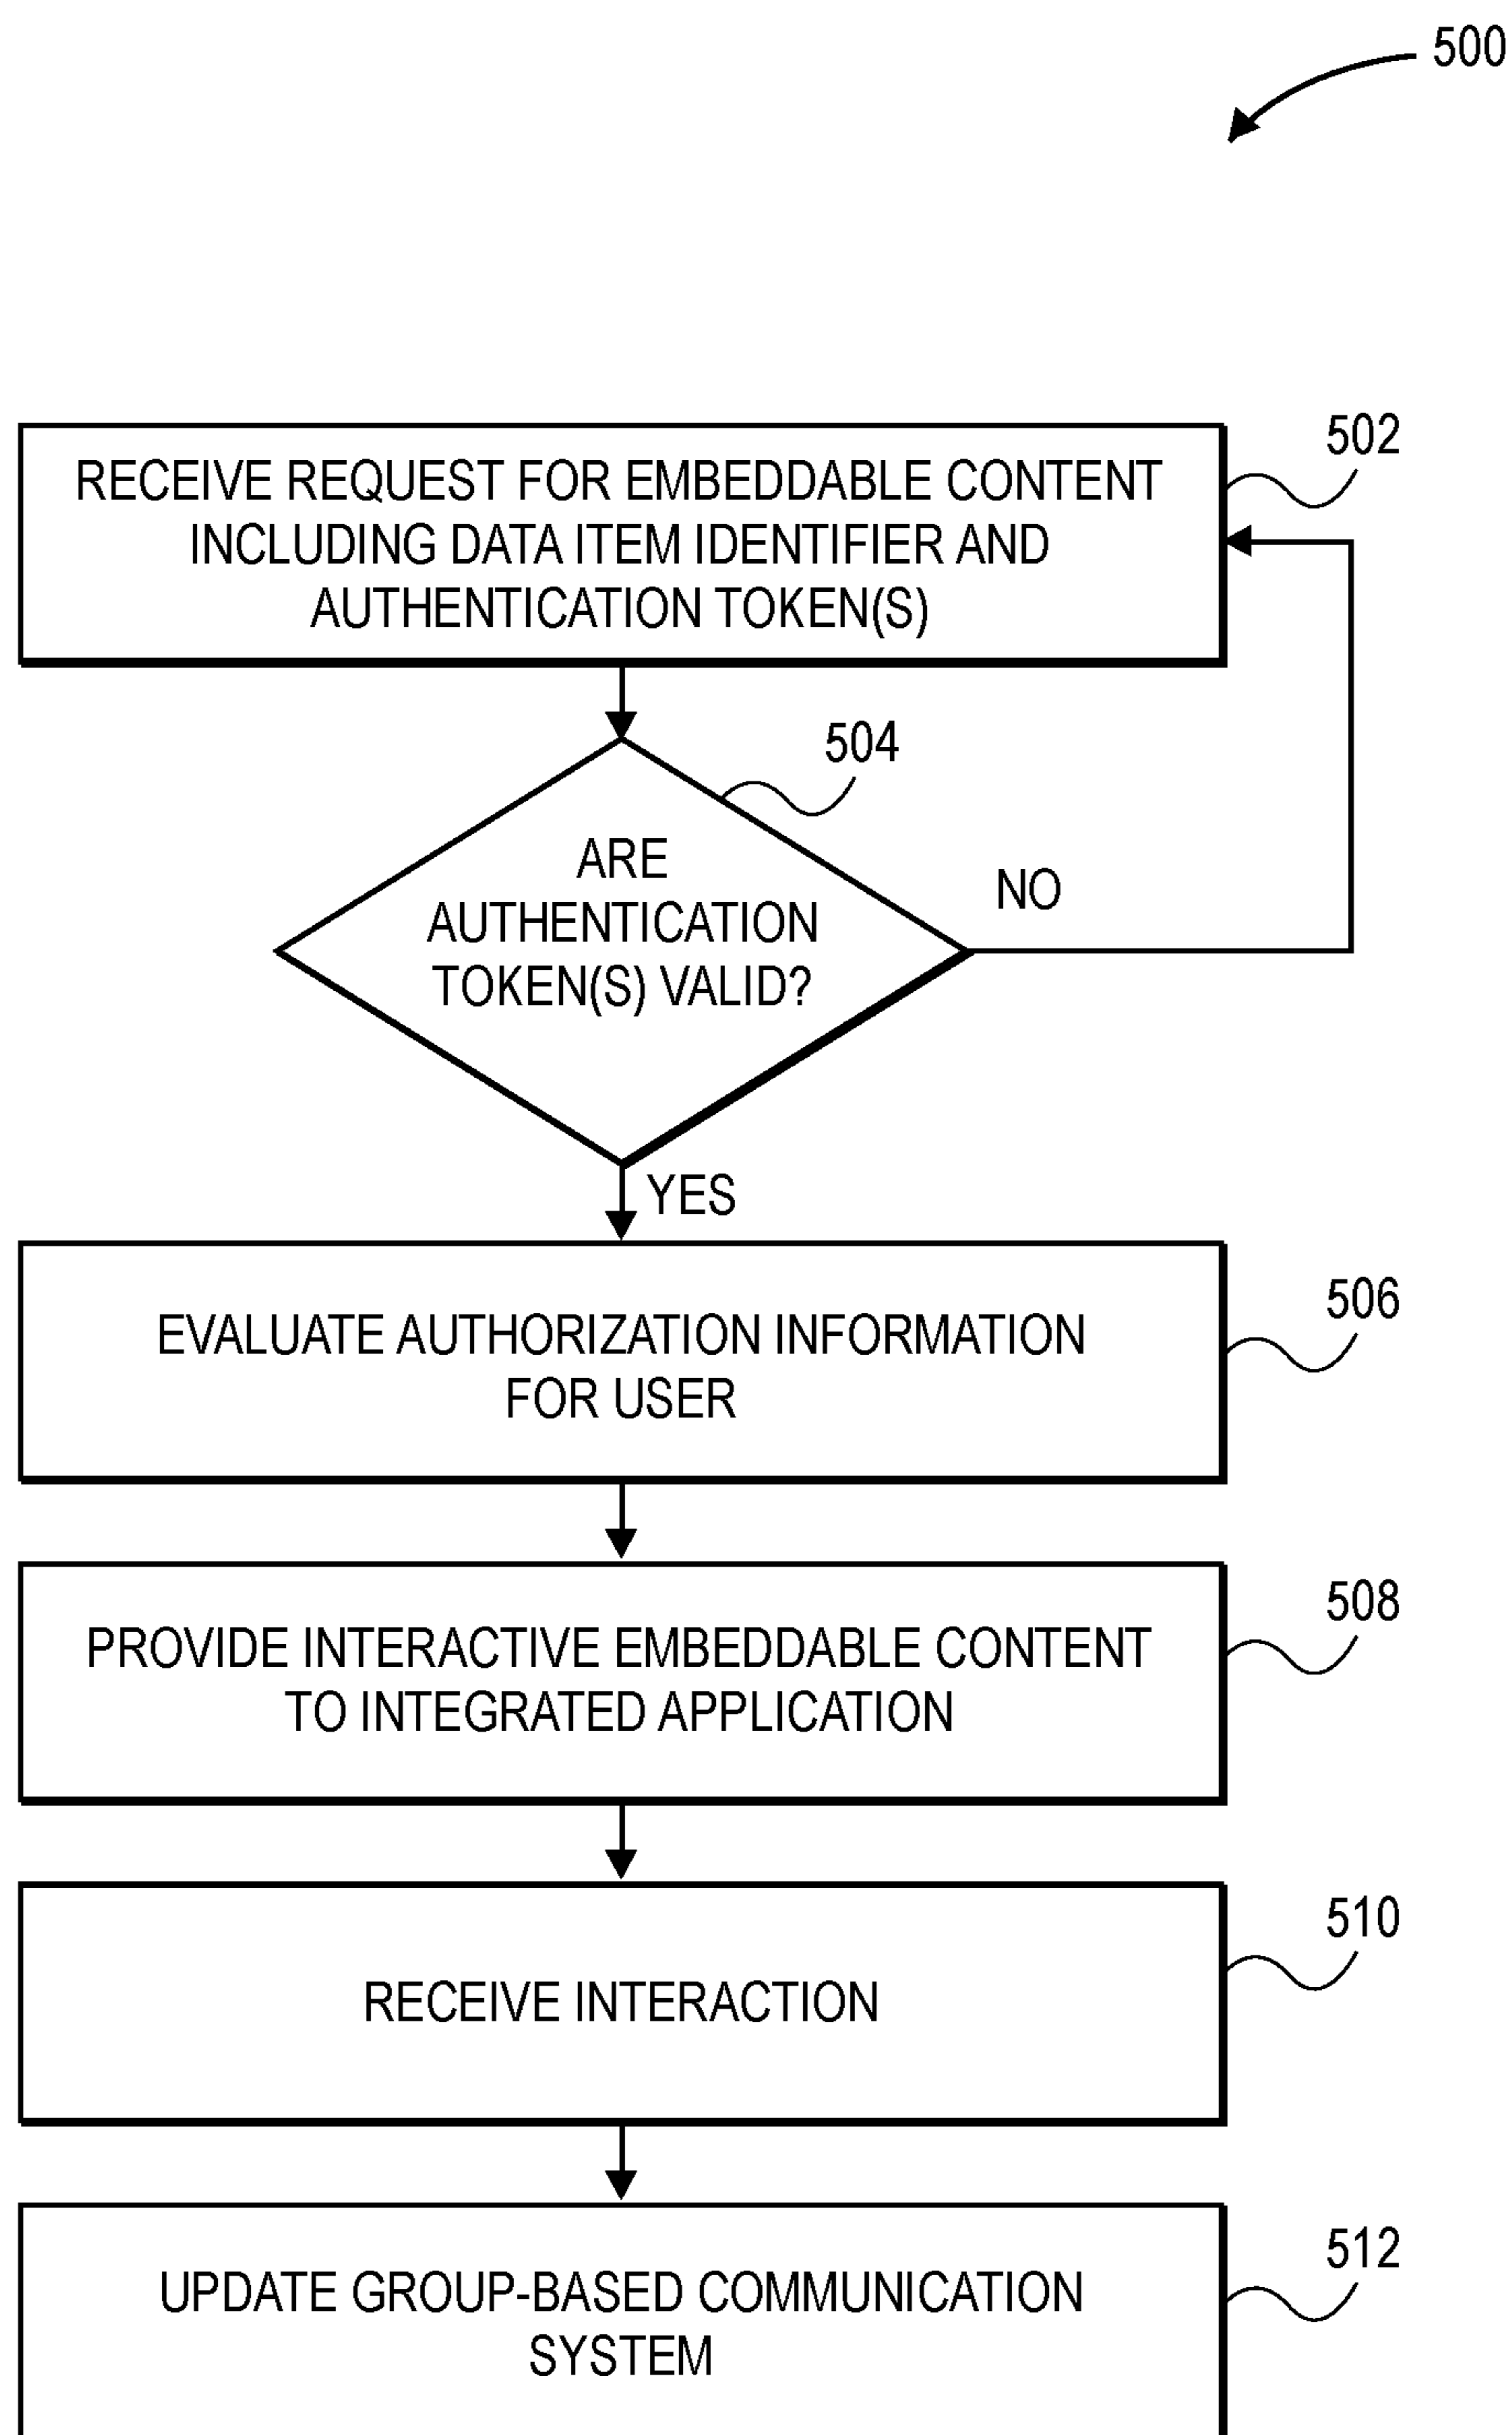 500
502
RECEIVE REQUEST FOR EMBEDDABLE CONTENT
INCLUDING DATA ITEM IDENTIFIER AND
AUTHENTICATION TOKEN(S)
504
ARE
AUTHENTICATION
TOKEN(S) VALID?
NO
YES
506
EVALUATE AUTHORIZATION INFORMATION
FOR USER
508
PROVIDE INTERACTIVE EMBEDDABLE CONTENT
TO INTEGRATED APPLICATION
510
RECEIVE INTERACTION
512
UPDATE GROUP-BASED COMMUNICATION
SYSTEM